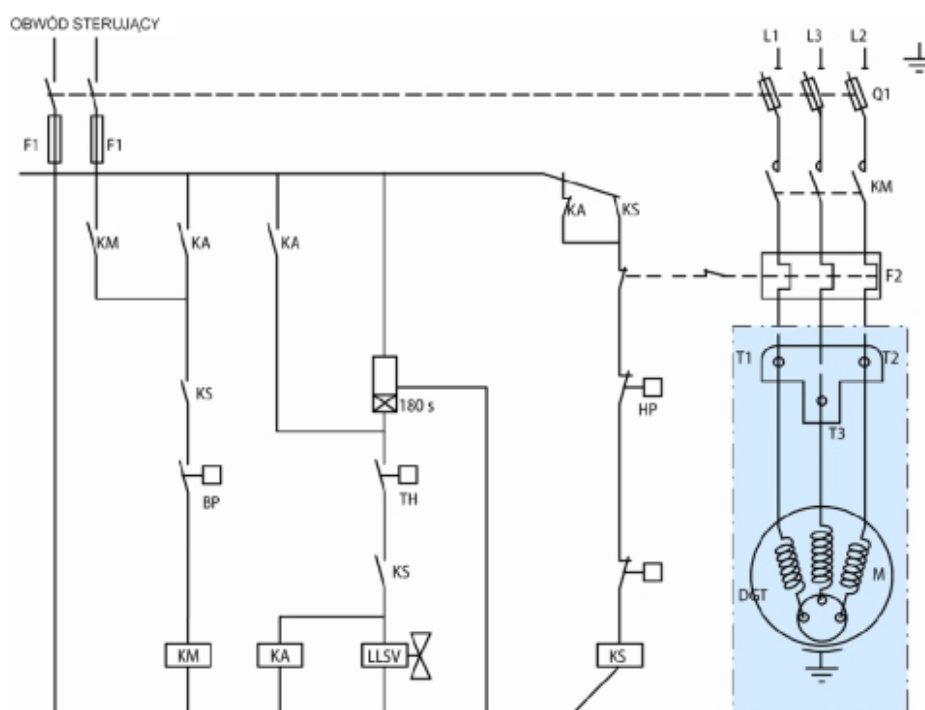 OBWÓD STERUJĄCY
L1 L3 L2
Q1
F1 F1
KM
KA KS
KM KA KA
F2
T1 T2
KS 180 s HP
T3
BP TH
KS
DGT M
KM KA LLSV KS